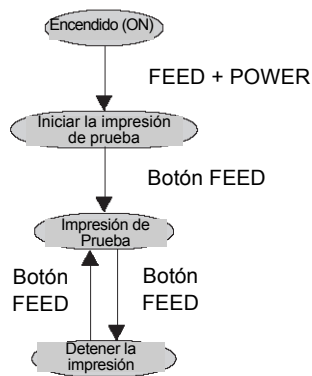 Encendido (ON)
FEED + POWER
Iniciar la impresión
de prueba
Botón FEED
Impresión de
Prueba
Botón
FEED
Botón
FEED
Detener la
impresión